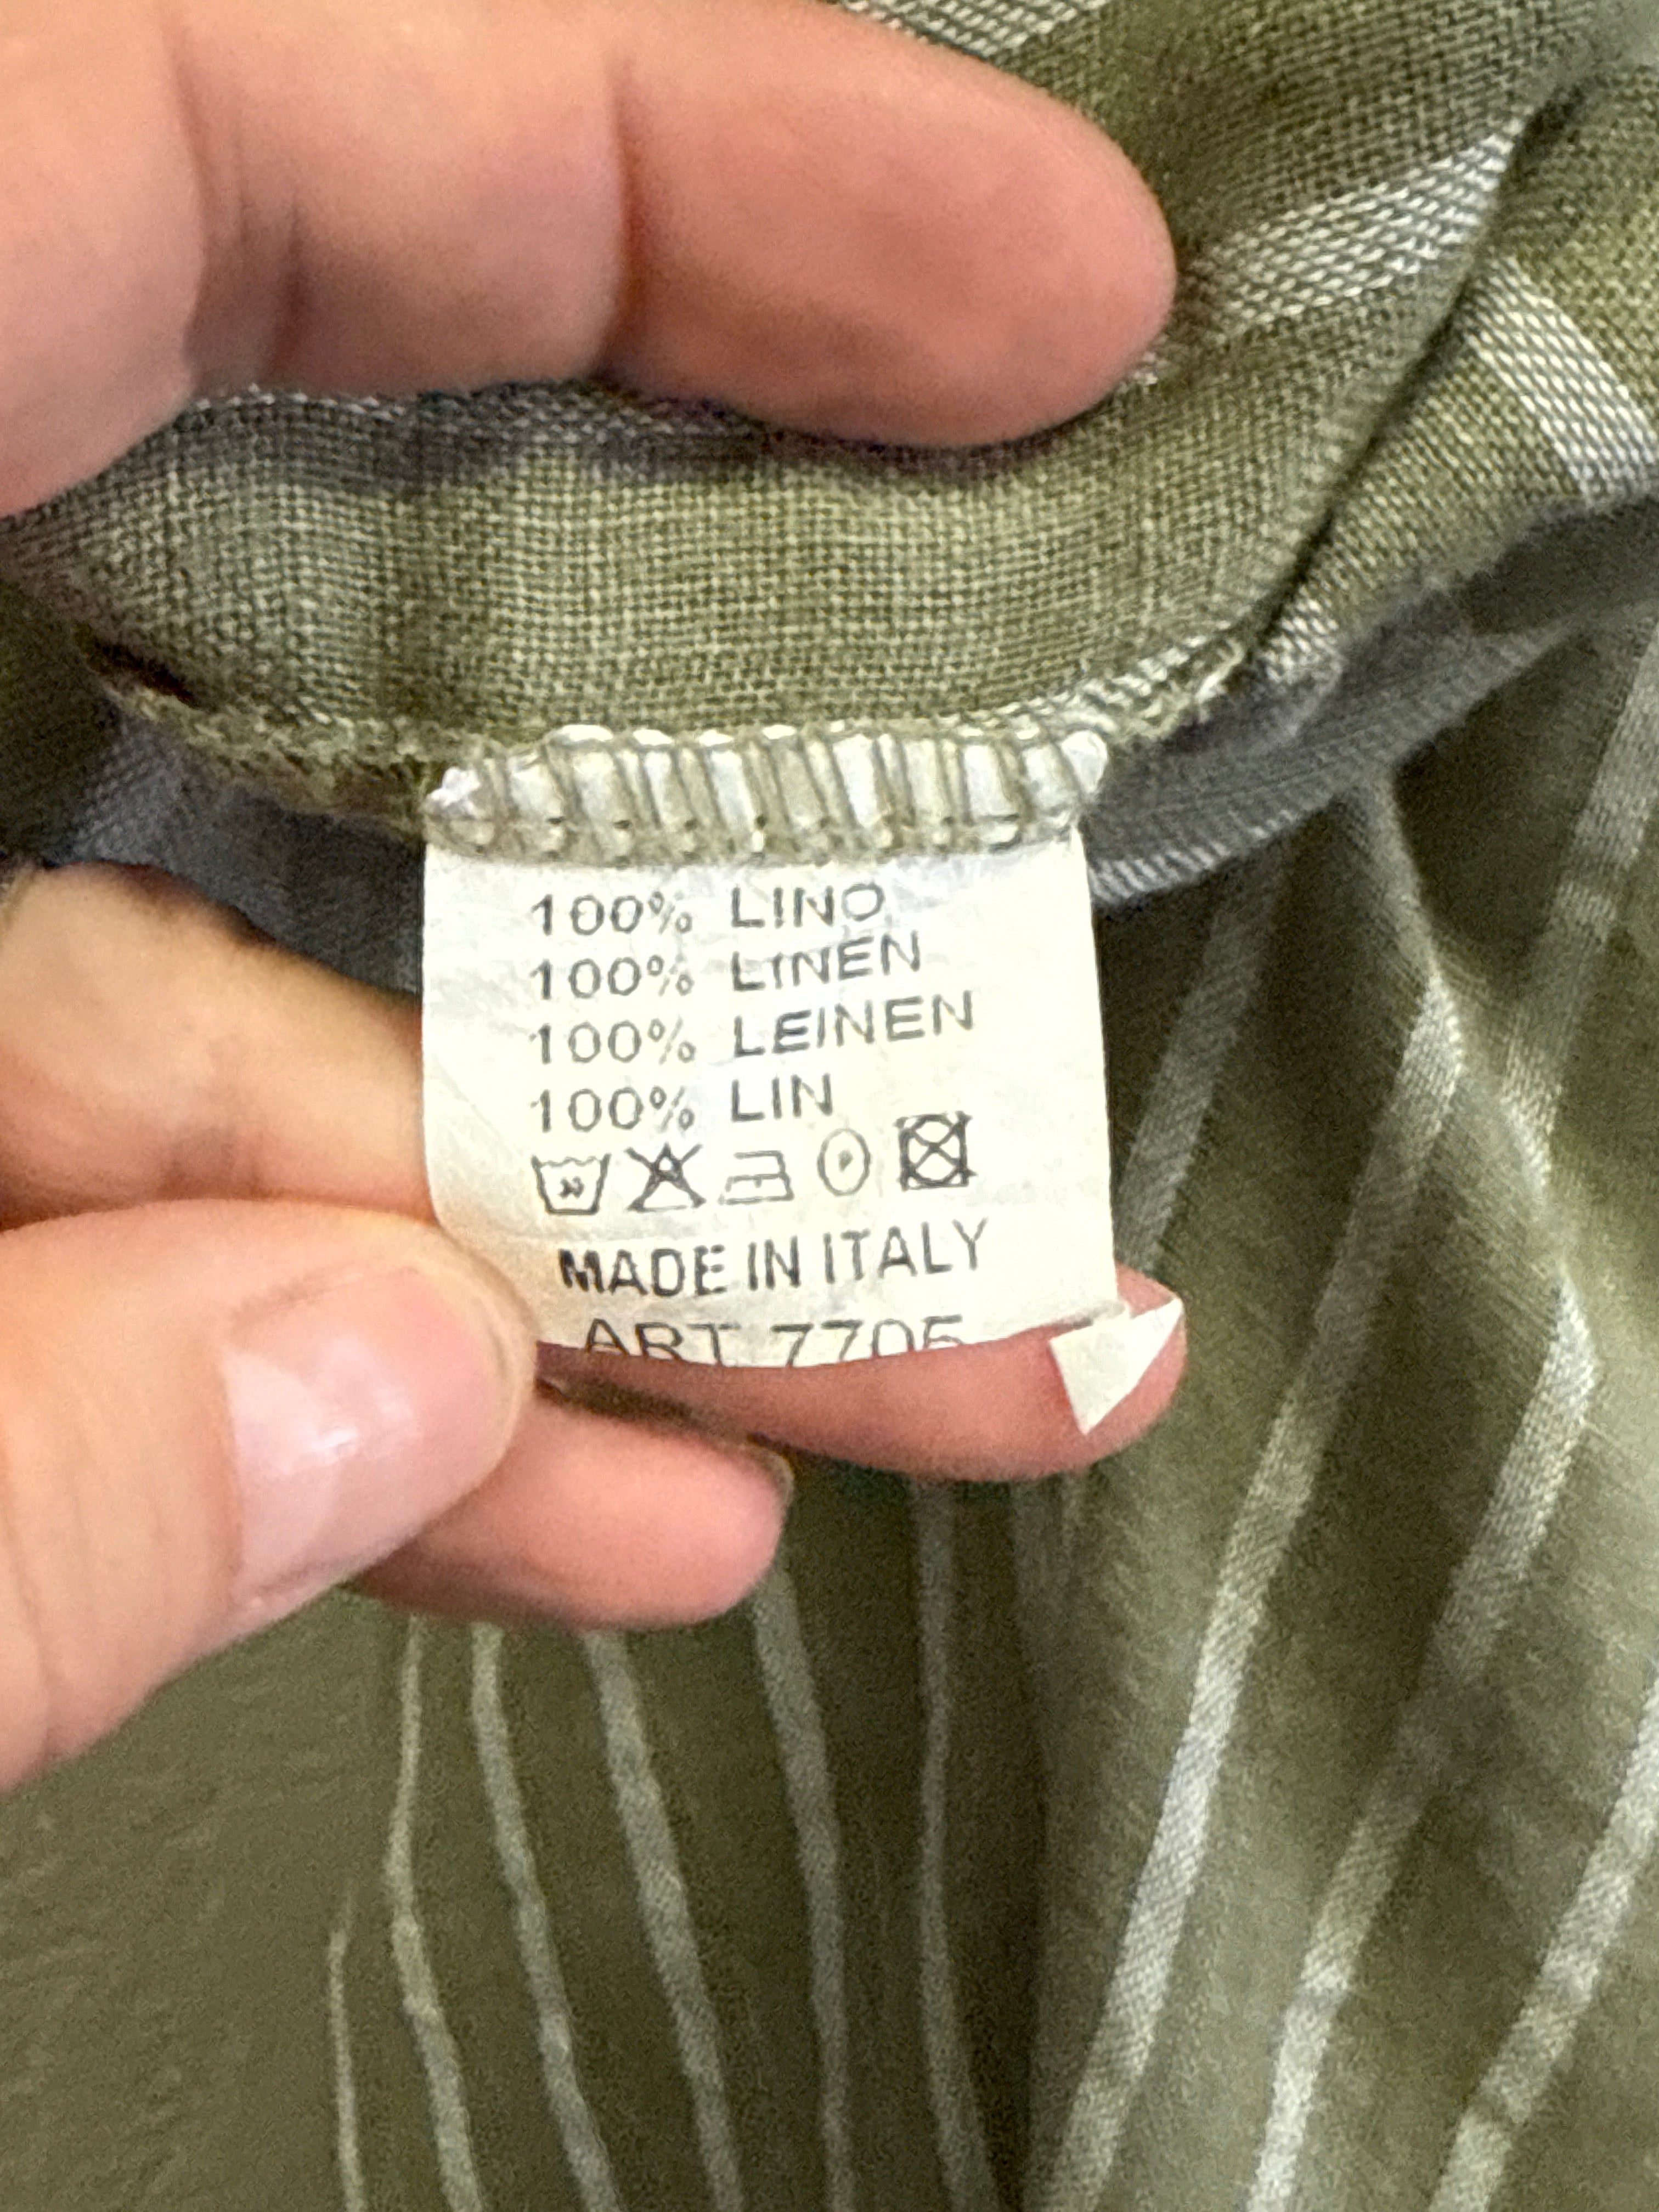 100% LINO
100% LINEN
100% LEINEN
100% LIN
MADE IN ITALY
ART 7705